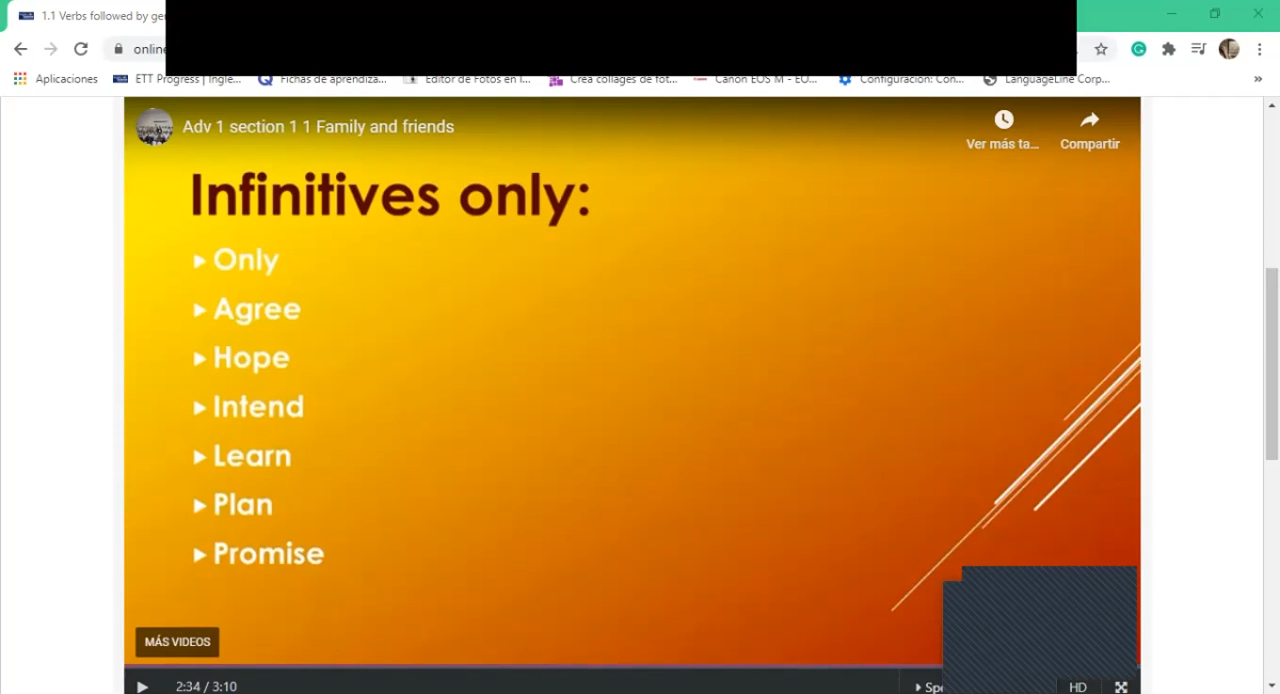 1.1 Verbs followed by ge
online
Aplicaciones
ETT Progress | Ingle...
Fichas de aprendiza...
Editor de Fotos en l...
Crea collages de fot...
Canon EOS M - EO...
Configuración: Con...
LanguageLine Corp...
»
Adv 1 section 1 1 Family and friends
Ver más ta...
Compartir
Infinitives only:
Only
Agree
Hope
Intend
Learn
Plan
Promise
MÁS VIDEOS
2:34 / 3:10
HD